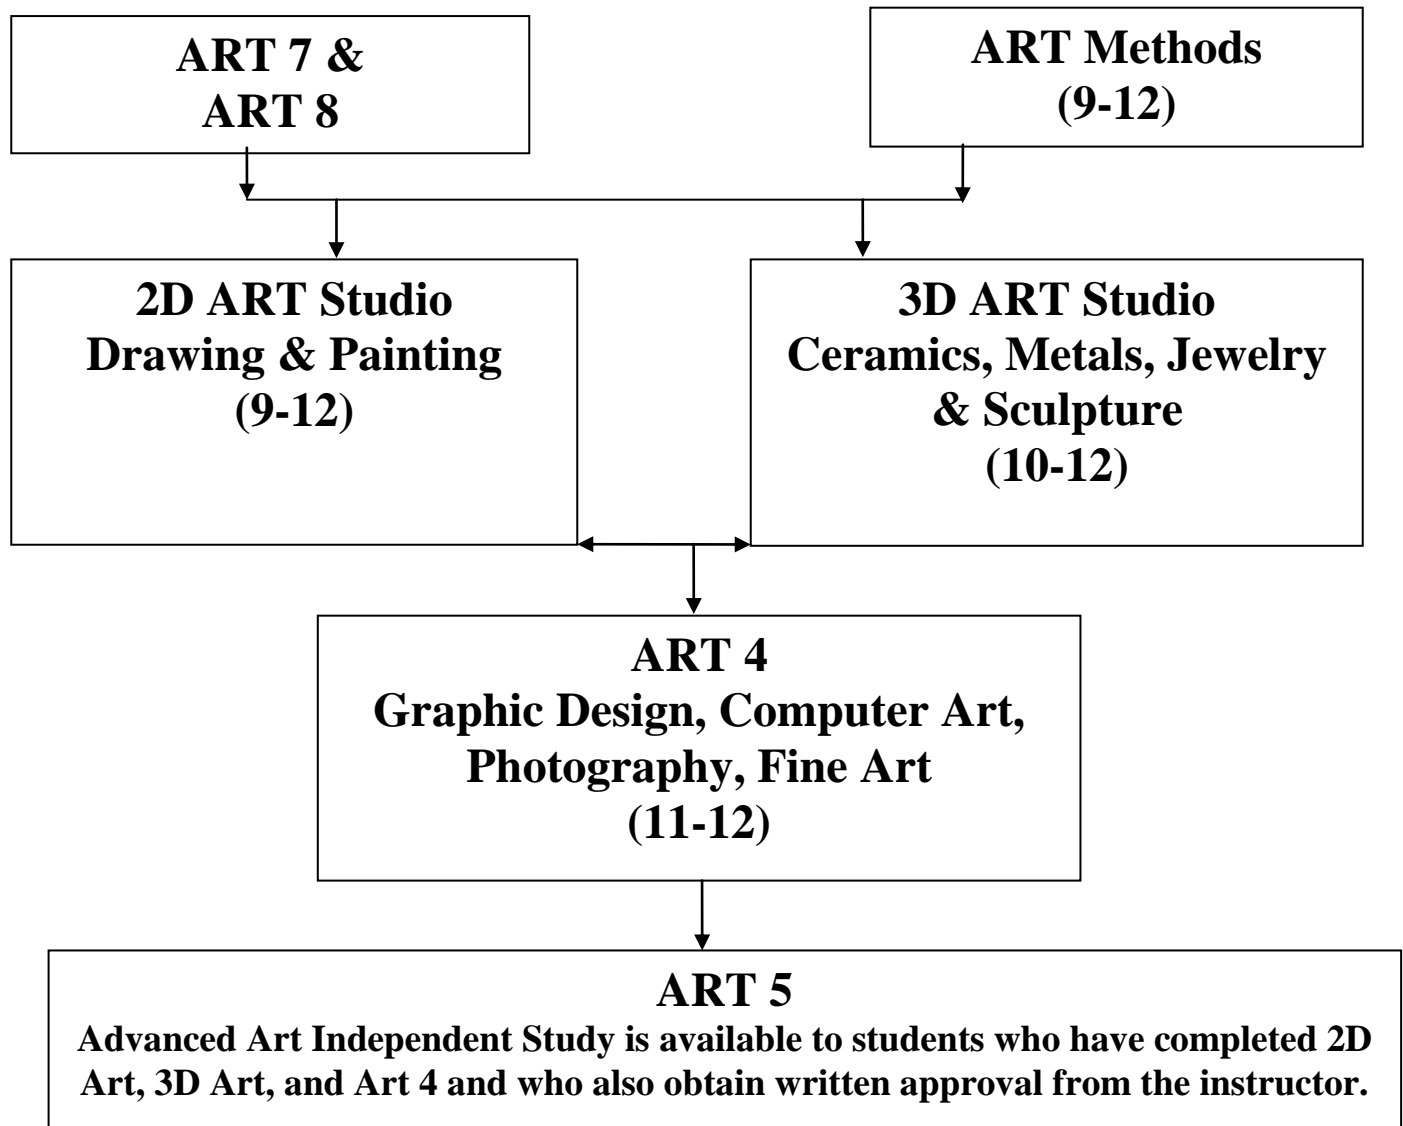 ART 7 &
ART 8
ART Methods
(9-12)
2D ART Studio
Drawing & Painting
(9-12)
3D ART Studio
Ceramics, Metals, Jewelry
& Sculpture
(10-12)
ART 4
Graphic Design, Computer Art,
Photography, Fine Art
(11-12)
ART 5
Advanced Art Independent Study is available to students who have completed 2D
Art, 3D Art, and Art 4 and who also obtain written approval from the instructor.